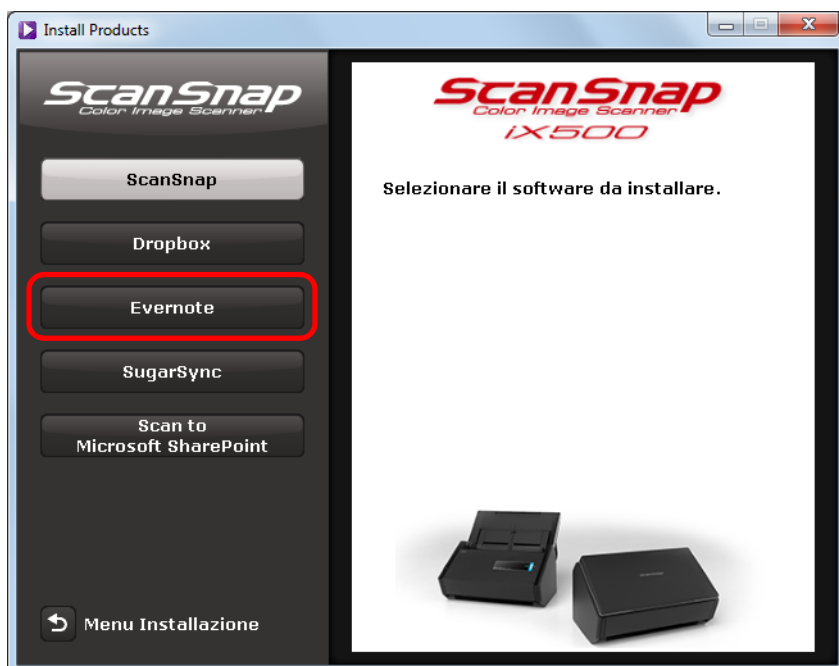 Install Products
ScanSnap
Color Image Scanner
ScanSnap
Dropbox
Evernote
SugarSync
Scan to
Microsoft SharePoint
Menu Installazione
ScanSnap
Color Image Scanner
iX500
Selezionare il software da installare.